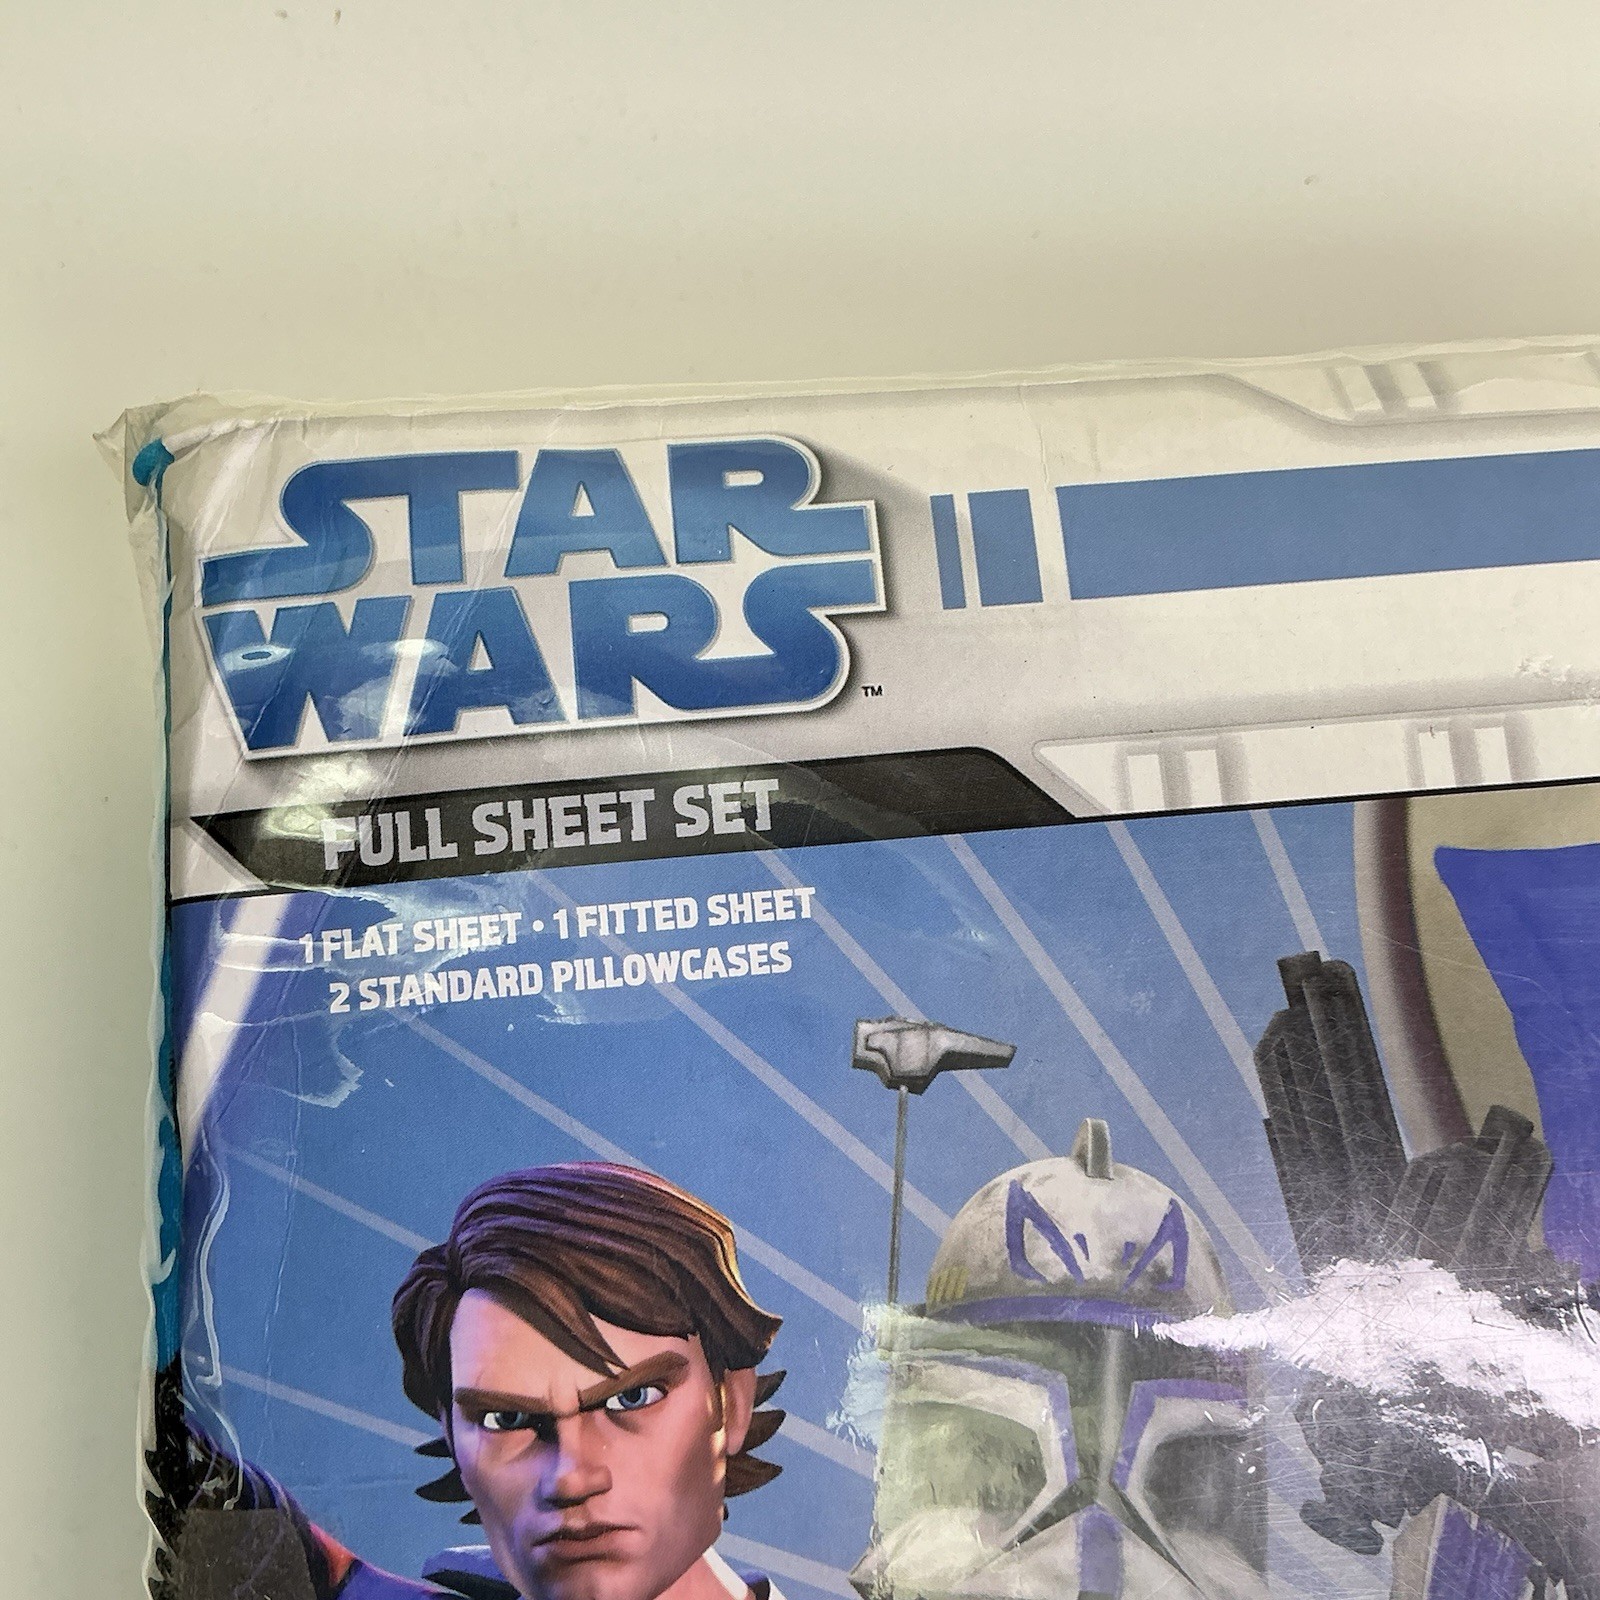 STAR
WARS
™
FULL SHEET SET
1 FLAT SHEET • 1 FITTED SHEET
2 STANDARD PILLOWCASES